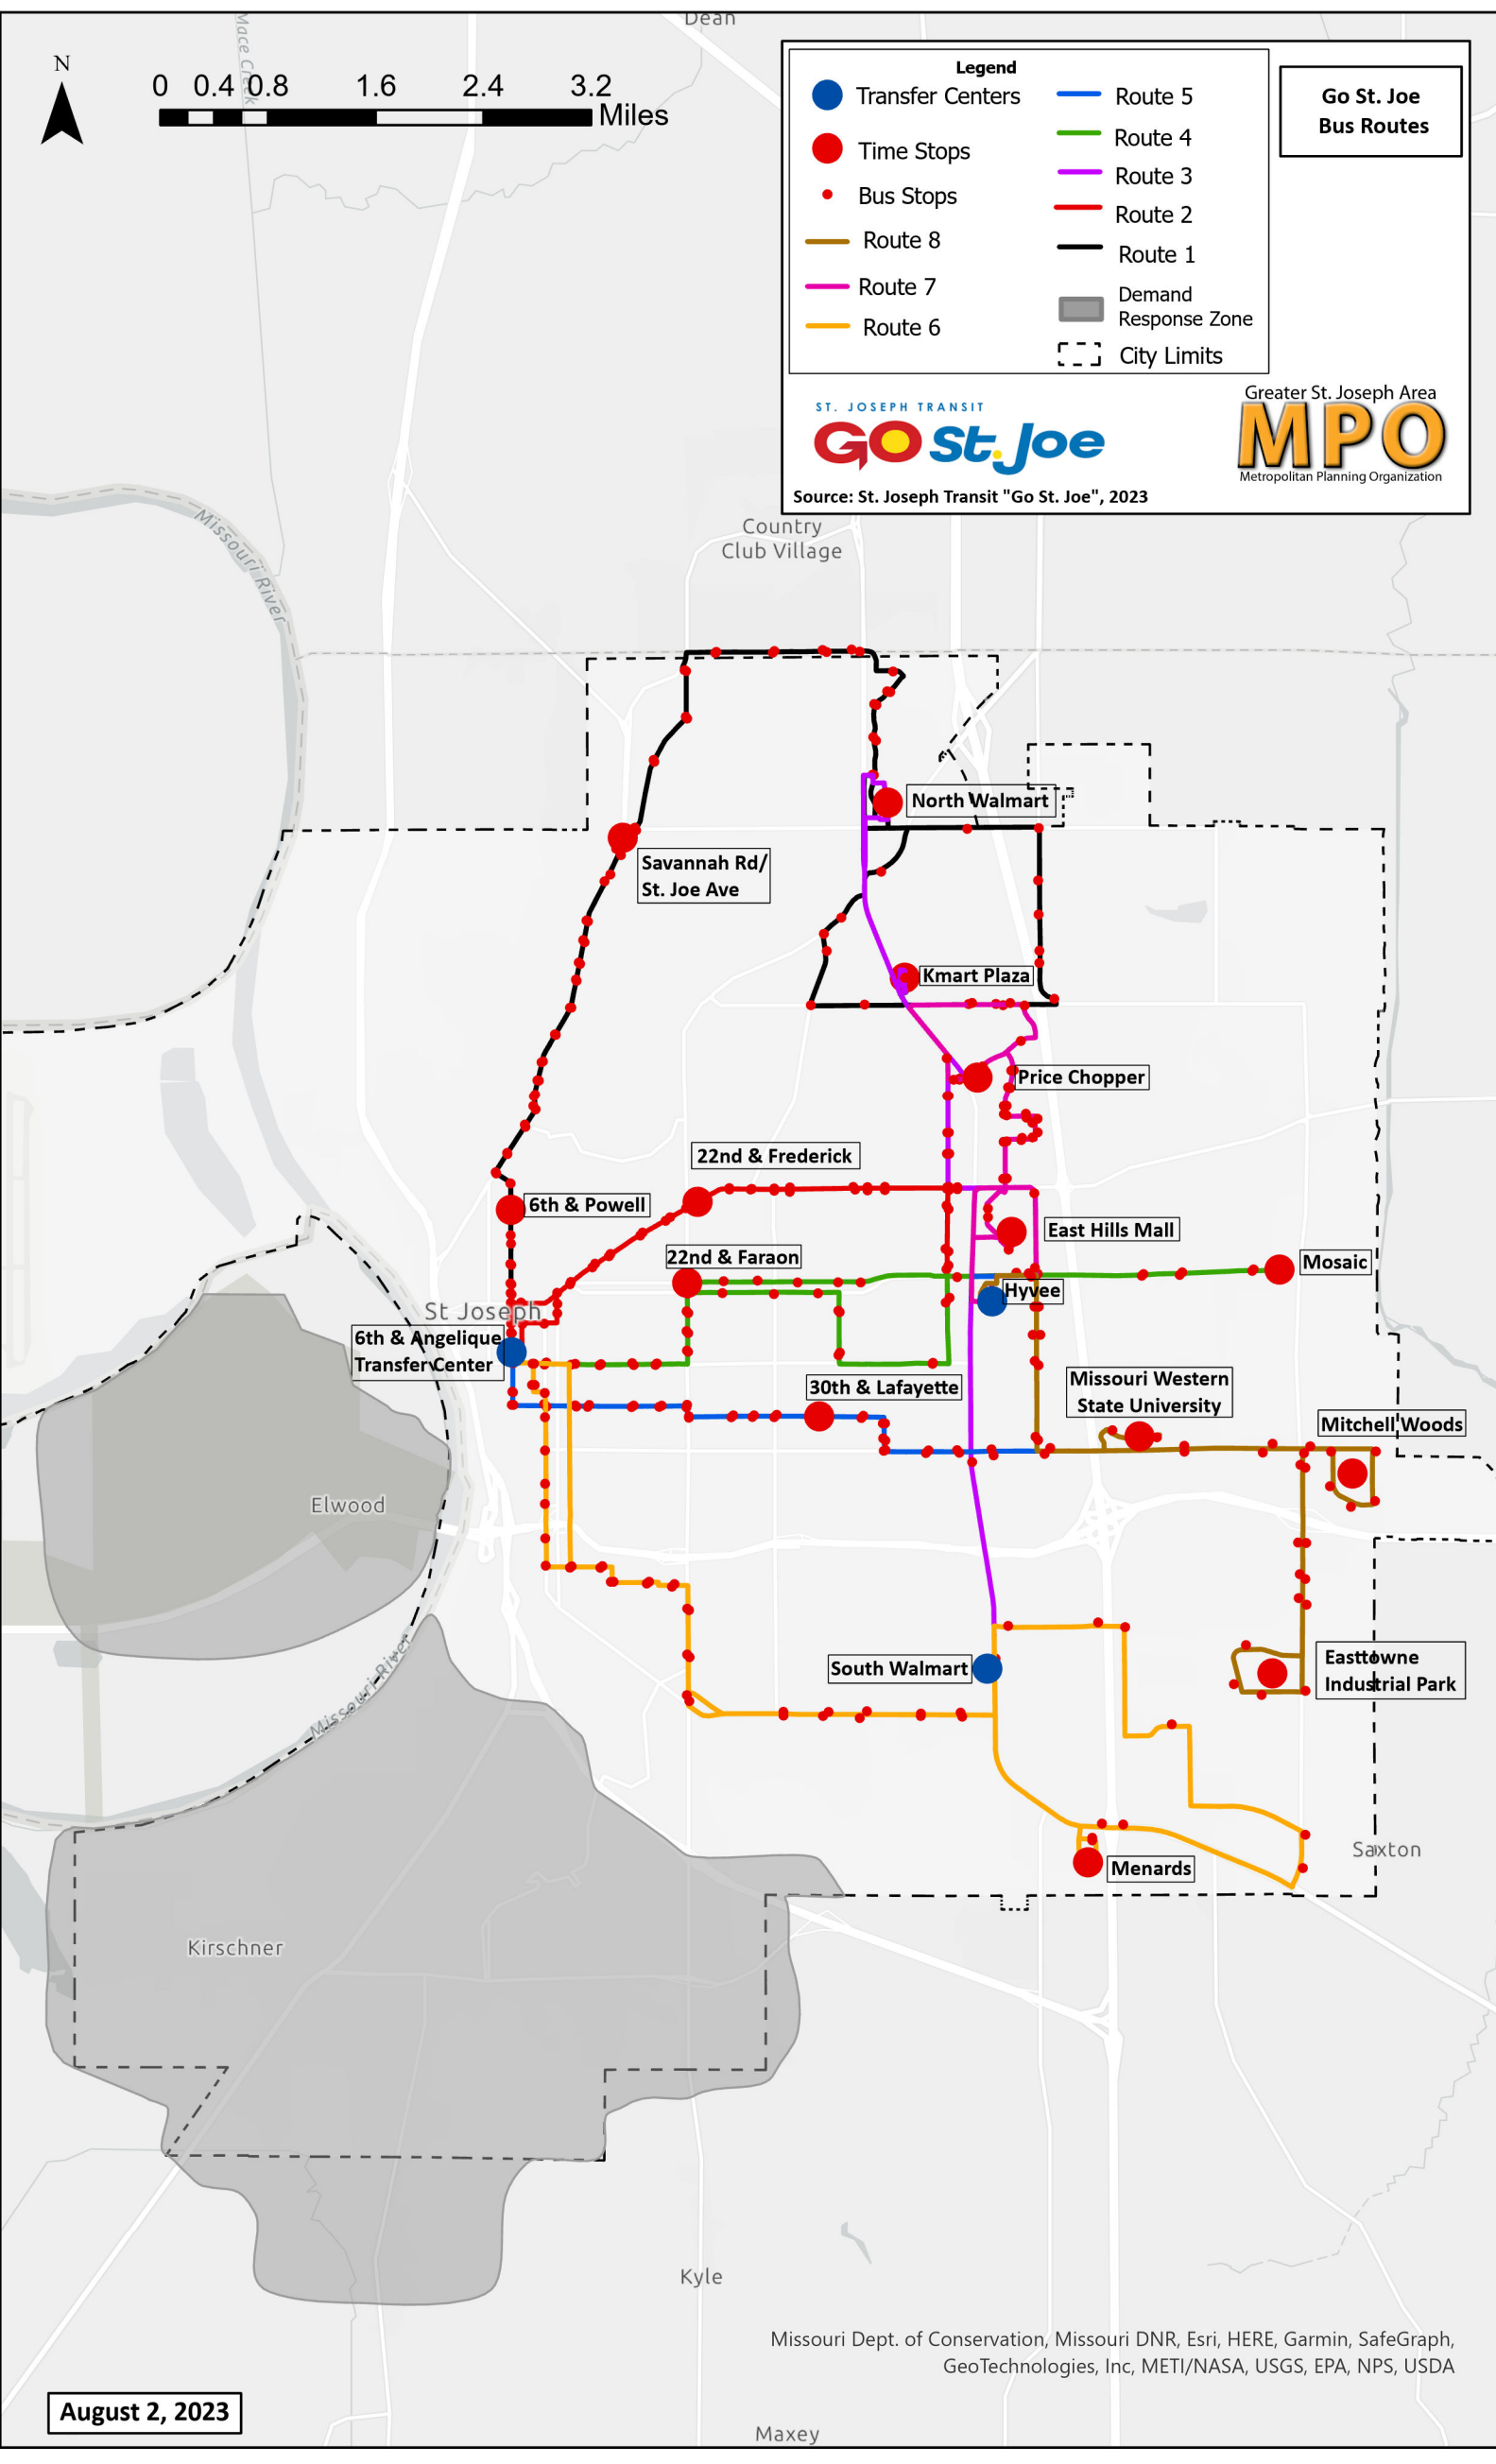 Dean
Mace Creek
N
0 0.4 0.8 1.6 2.4 3.2
Miles
Legend
Transfer Centers
Time Stops
Bus Stops
Route 8
Route 7
Route 6
Route 5
Route 4
Route 3
Route 2
Route 1
Demand
Response Zone
City Limits
Go St. Joe
Bus Routes
ST. JOSEPH TRANSIT
GO St. Joe
Greater St. Joseph Area
MPO
Metropolitan Planning Organization
Source: St. Joseph Transit "Go St. Joe", 2023
Country
Club Village
Missouri River
North Walmart
Savannah Rd/
St. Joe Ave
Kmart Plaza
Price Chopper
22nd & Frederick
6th & Powell
East Hills Mall
22nd & Faraon
Mosaic
Hyvee
St Joseph
6th & Angelique
Transfer Center
30th & Lafayette
Missouri Western
State University
Mitchell Woods
Elwood
Missouri River
South Walmart
Easttowne
Industrial Park
Saxton
Menards
Kirschner
Kyle
Missouri Dept. of Conservation, Missouri DNR, Esri, HERE, Garmin, SafeGraph,
GeoTechnologies, Inc, METI/NASA, USGS, EPA, NPS, USDA
August 2, 2023
Maxey